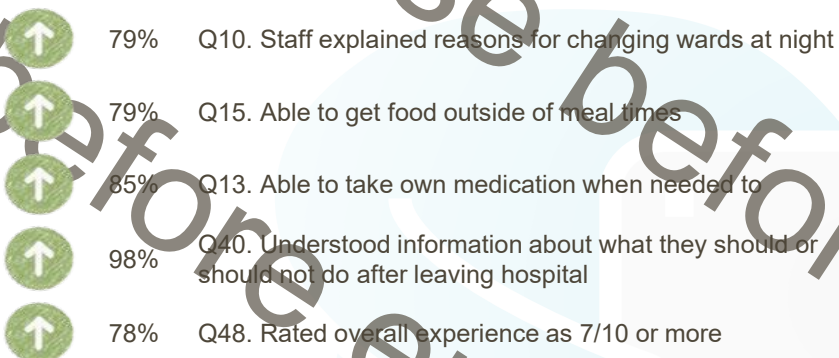 79% Q10. Staff explained reasons for changing wards at night
79% Q15. Able to get food outside of meal times
85% Q13. Able to take own medication when needed to
98% Q40. Understood information about what they should or
should not do after leaving hospital
78% Q48. Rated overall experience as 7/10 or more